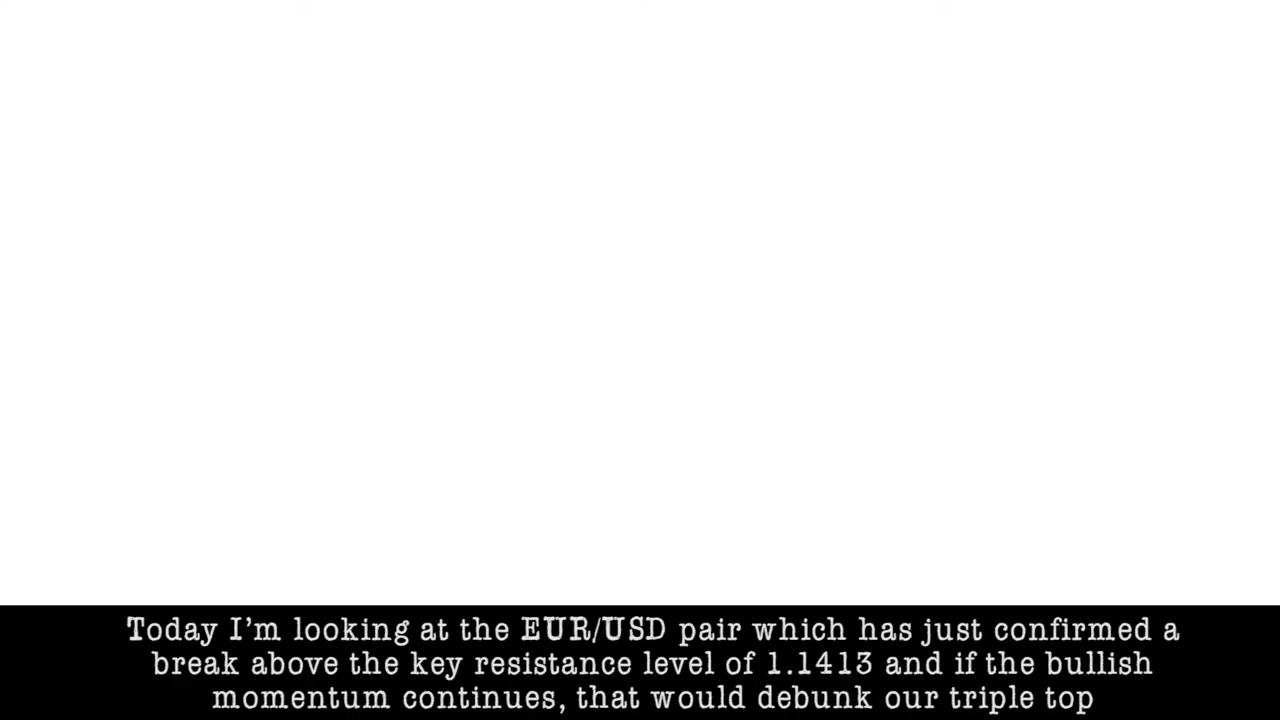 Today I'm looking at the EUR/USD pair which has just confirmed a
break above the key resistance level of 1.1413 and if the bullish
momentum continues, that would debunk our triple top